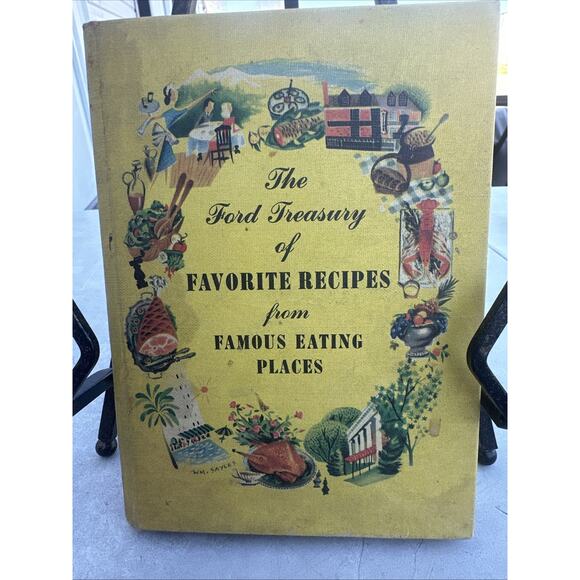 The
Ford Treasury
of
FAVORITE RECIPES
from
FAMOUS EATING
PLACES
WM. SAYLES